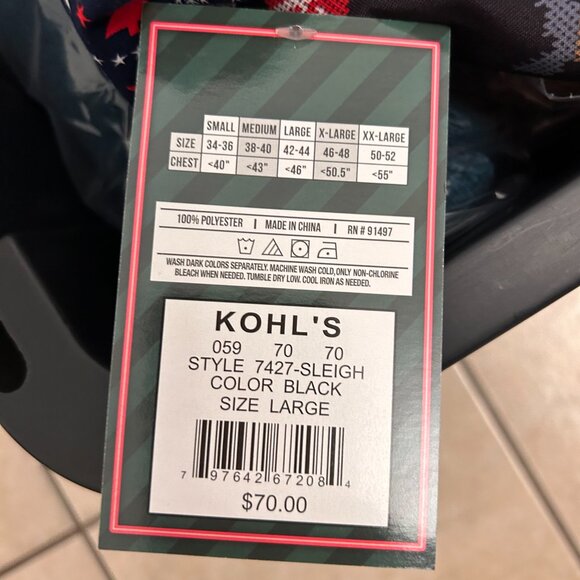 SMALL MEDIUM LARGE X-LARGE XX-LARGE
SIZE 34-36 38-40 42-44 46-48 50-52
CHEST <40" <43" <46" <50.5" <55"
100% POLYESTER | MADE IN CHINA | RN # 91497
WASH DARK COLORS SEPARATELY. MACHINE WASH COLD, ONLY NON-CHLORINE
BLEACH WHEN NEEDED. TUMBLE DRY LOW. COOL IRON AS NEEDED.
KOHL'S
059 70 70
STYLE 7427-SLEIGH
COLOR BLACK
SIZE LARGE
7 97642 67208 4
$70.00